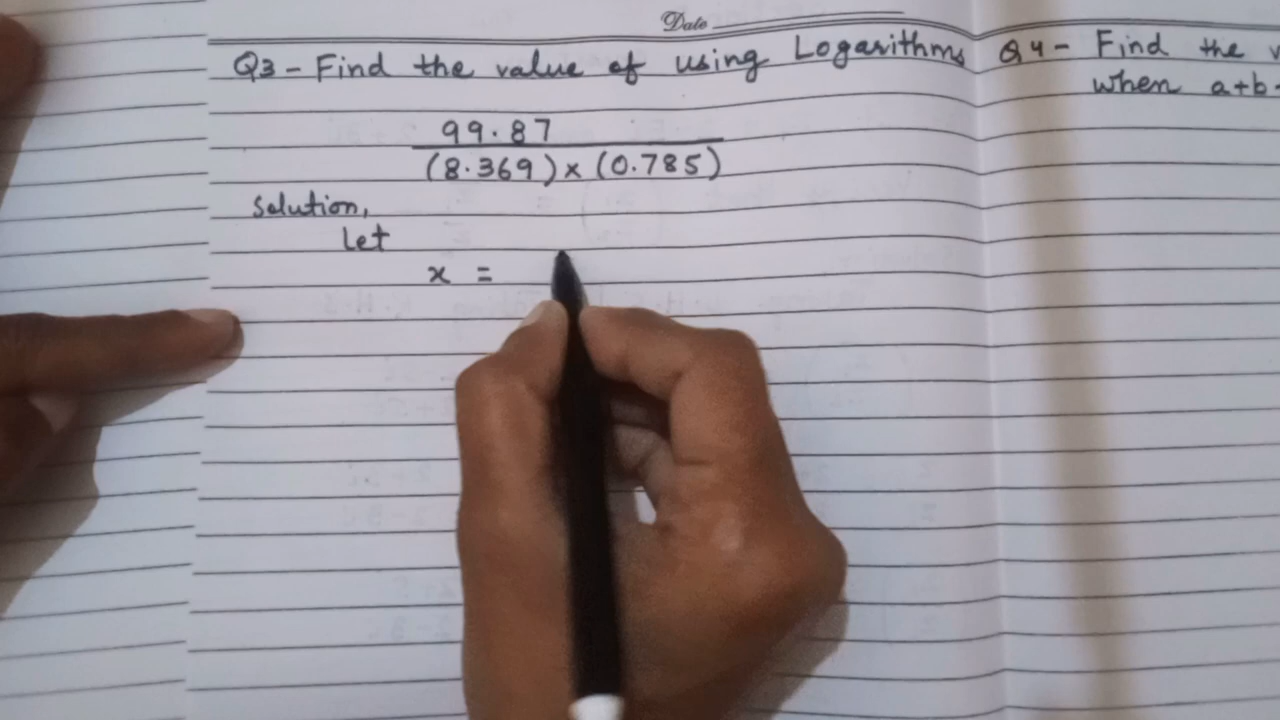 Date
Q3 - Find the value of using Logarithms
99.87
(8.369) x (0.785)
Solution,
Let
x =
Q4 - Find the
when a+b